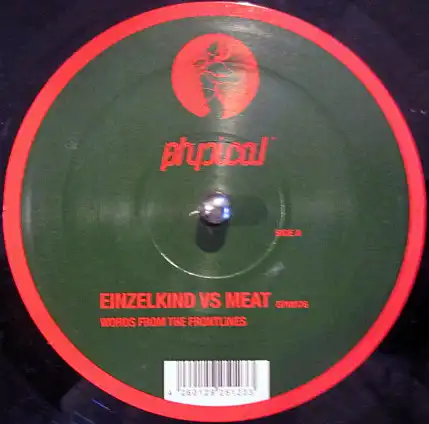 physical
SIDE A
EINZELKIND VS MEAT
WORDS FROM THE FRONTLINES